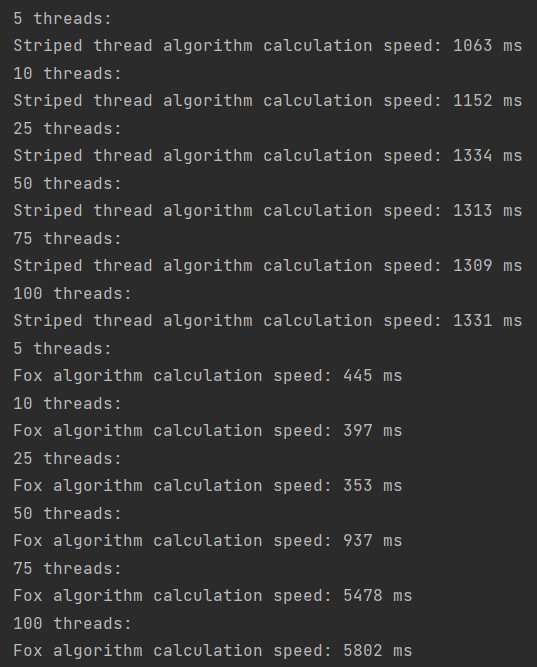 5 threads:
Striped thread algorithm calculation speed: 1063 ms
10 threads:
Striped thread algorithm calculation speed: 1152 ms
25 threads:
Striped thread algorithm calculation speed: 1334 ms
50 threads:
Striped thread algorithm calculation speed: 1313 ms
75 threads:
Striped thread algorithm calculation speed: 1309 ms
100 threads:
Striped thread algorithm calculation speed: 1331 ms
5 threads:
Fox algorithm calculation speed: 445 ms
10 threads:
Fox algorithm calculation speed: 397 ms
25 threads:
Fox algorithm calculation speed: 353 ms
50 threads:
Fox algorithm calculation speed: 937 ms
75 threads:
Fox algorithm calculation speed: 5478 ms
100 threads:
Fox algorithm calculation speed: 5802 ms